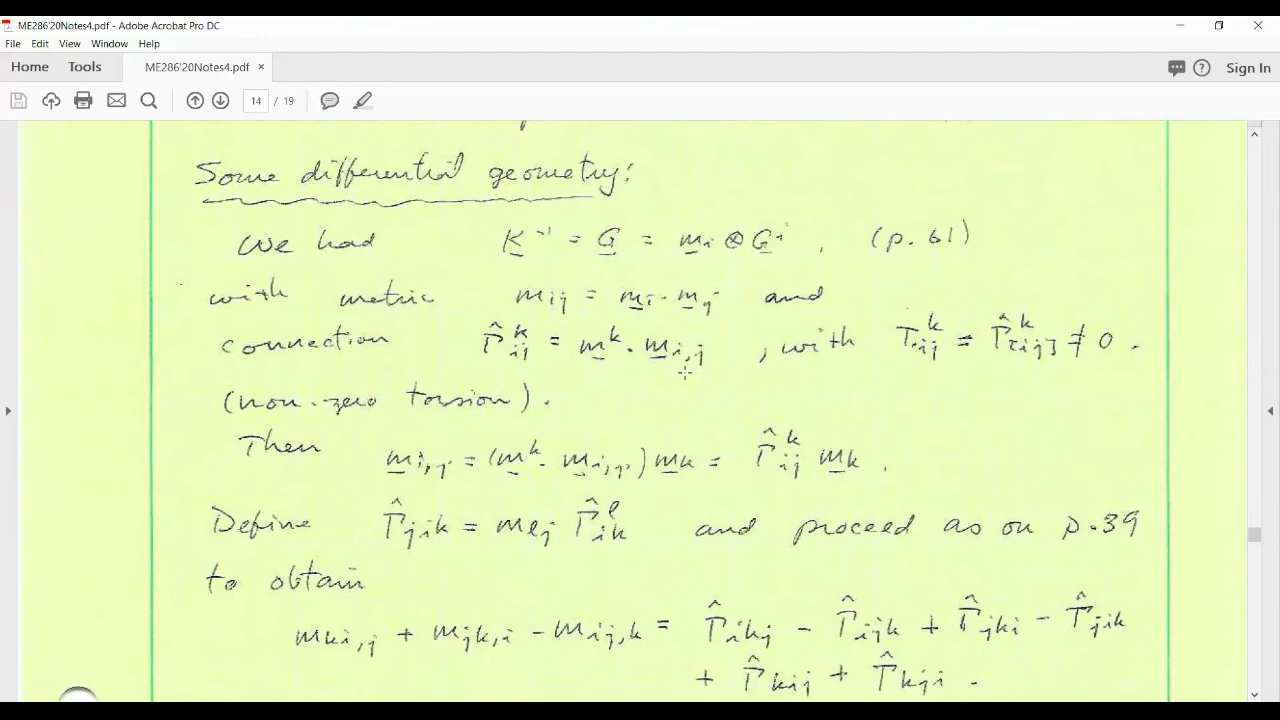 ME286'20Notes4.pdf - Adobe Acrobat Pro DC
File Edit View Window Help
Home Tools ME286'20Notes4.pdf × Sign In
14 / 19
Some differential geometry:
We had K⁻¹ = G = mᵢ ⊗ Gⁱ, (p. 61)
with metric mᵢⱼ = mᵢ · mⱼ and
connection Γ̂ᵏᵢⱼ = mᵏ · mᵢ,ⱼ , with Tᵏᵢⱼ = Γ̂ᵏ[ᵢⱼ] ≠ 0.
(non-zero torsion).
Then mᵢ,ⱼ = (mᵏ · mᵢ,ⱼ) mₖ = Γ̂ᵏᵢⱼ mₖ.
Define Γ̂ⱼᵢₖ = mₗⱼ Γ̂ˡᵢₖ and proceed as on p. 39
to obtain
mₖᵢ,ⱼ + mⱼₖ,ᵢ - mᵢⱼ,ₖ = Γ̂ᵢₖⱼ - Γ̂ᵢⱼₖ + Γ̂ⱼₖᵢ - Γ̂ⱼᵢₖ
+ Γ̂ₖᵢⱼ + Γ̂ₖⱼᵢ.